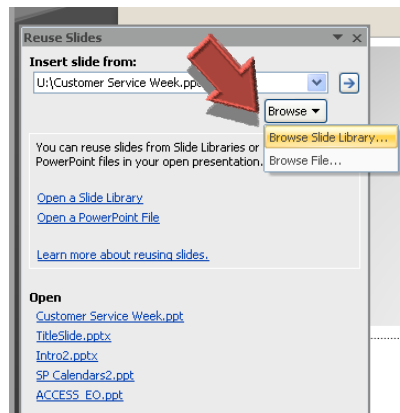 Reuse Slides
Insert slide from:
U:\Customer Service Week.pp
Browse
Browse Slide Library...
Browse File...
You can reuse slides from Slide Libraries or
PowerPoint files in your open presentation.
Open a Slide Library
Open a PowerPoint File
Learn more about reusing slides.
Open
Customer Service Week.ppt
TitleSlide.pptx
Intro2.pptx
SP Calendars2.ppt
ACCESS_EO.ppt